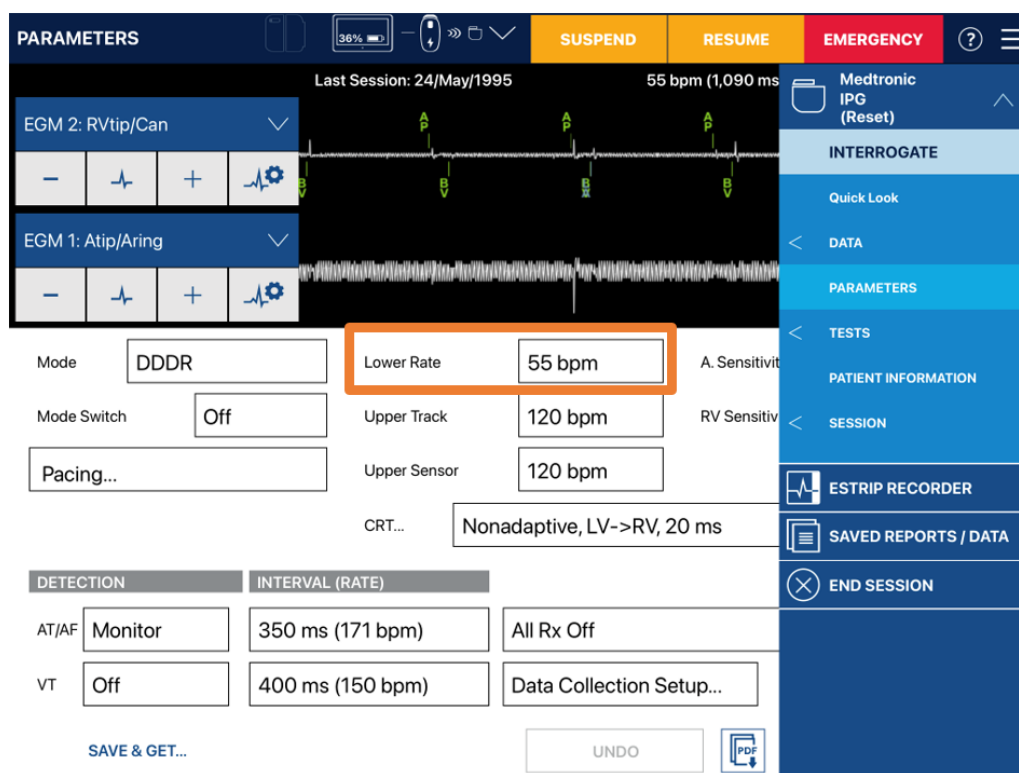 PARAMETERS
36%
SUSPEND
RESUME
EMERGENCY
?
Last Session: 24/May/1995
55 bpm (1,090 ms
EGM 2: RVtip/Can
A
P
A
P
A
P
B
V
B
V
B
V
EGM 1: Atip/Aring
Mode
DDDR
Lower Rate
55 bpm
A. Sensitivit
Mode Switch
Off
Upper Track
120 bpm
RV Sensitiv
Pacing...
Upper Sensor
120 bpm
CRT...
Nonadaptive, LV->RV, 20 ms
DETECTION
INTERVAL (RATE)
AT/AF
Monitor
350 ms (171 bpm)
All Rx Off
VT
Off
400 ms (150 bpm)
Data Collection Setup...
SAVE & GET...
UNDO
PDF
Medtronic
IPG
(Reset)
INTERROGATE
Quick Look
< DATA
PARAMETERS
< TESTS
PATIENT INFORMATION
< SESSION
ESTRIP RECORDER
SAVED REPORTS / DATA
END SESSION